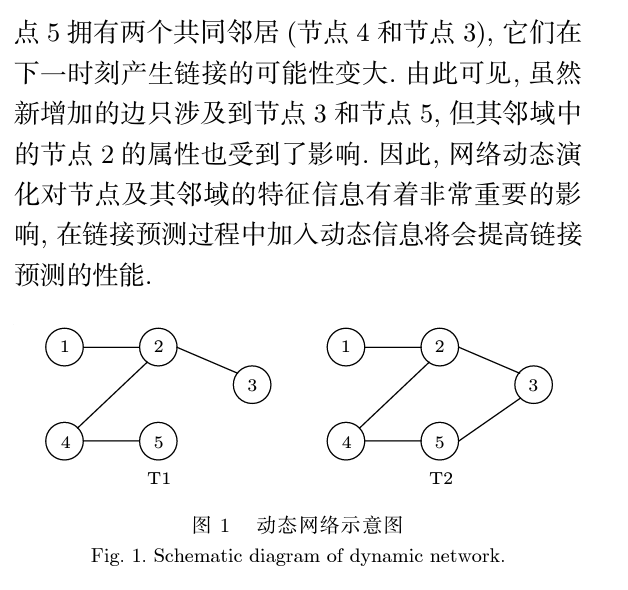 点 5 拥有两个共同邻居 (节点 4 和节点 3), 它们在
下一时刻产生链接的可能性变大. 由此可见, 虽然
新增加的边只涉及到节点 3 和节点 5, 但其邻域中
的节点 2 的属性也受到了影响. 因此, 网络动态演
化对节点及其邻域的特征信息有着非常重要的影
响, 在链接预测过程中加入动态信息将会提高链接
预测的性能.
1 2
3
4 5
T1
1 2
3
4 5
T2
图 1 动态网络示意图
Fig. 1. Schematic diagram of dynamic network.